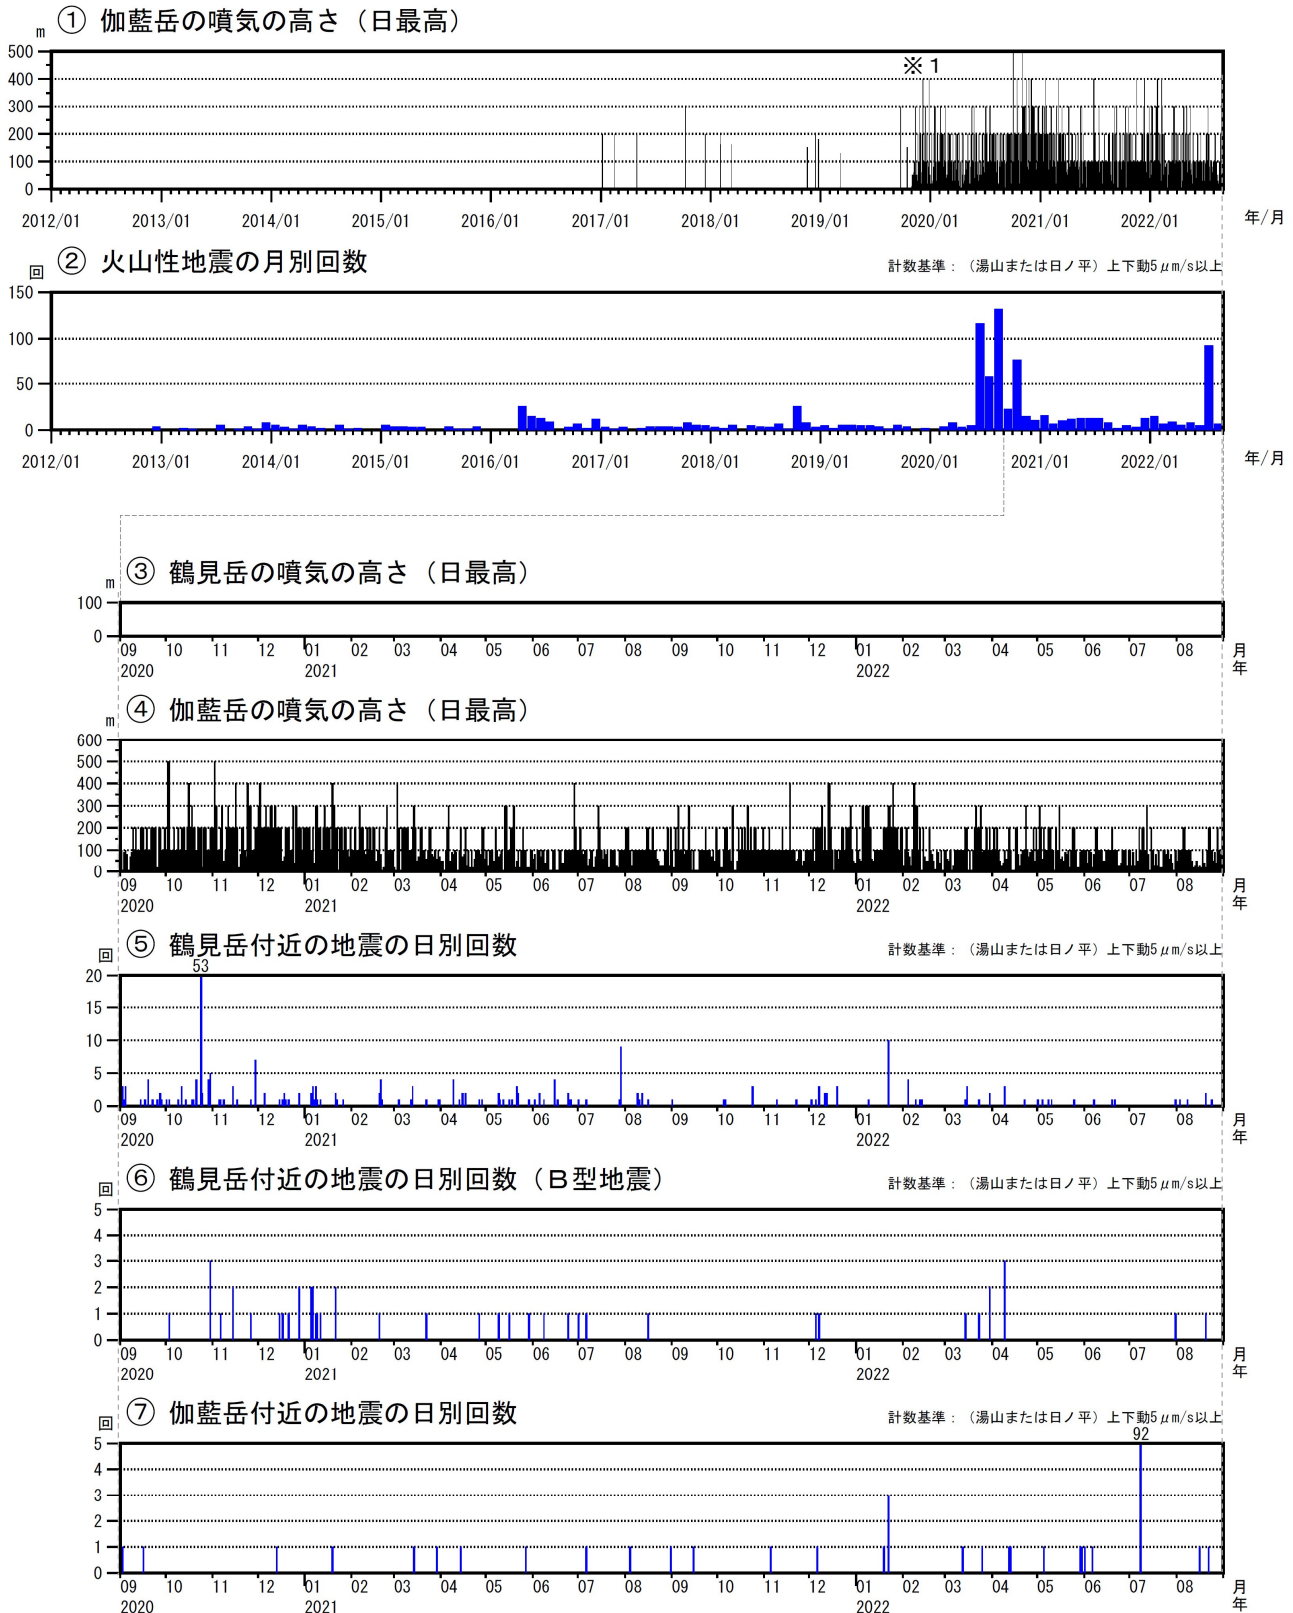 ① 伽藍岳の噴気の高さ（日最高）
m
500
400
300
200
100
0
※１
2012/01 2013/01 2014/01 2015/01 2016/01 2017/01 2018/01 2019/01 2020/01 2021/01 2022/01 年/月
② 火山性地震の月別回数
回
計数基準：（湯山または日ノ平）上下動5μm/s以上
150
100
50
0
2012/01 2013/01 2014/01 2015/01 2016/01 2017/01 2018/01 2019/01 2020/01 2021/01 2022/01 年/月
③ 鶴見岳の噴気の高さ（日最高）
m
100
0
09 10 11 12 01 02 03 04 05 06 07 08 09 10 11 12 01 02 03 04 05 06 07 08 月
2020 2021 2022 年
④ 伽藍岳の噴気の高さ（日最高）
m
600
500
400
300
200
100
0
09 10 11 12 01 02 03 04 05 06 07 08 09 10 11 12 01 02 03 04 05 06 07 08 月
2020 2021 2022 年
⑤ 鶴見岳付近の地震の日別回数
回
計数基準：（湯山または日ノ平）上下動5μm/s以上
53
20
15
10
5
0
09 10 11 12 01 02 03 04 05 06 07 08 09 10 11 12 01 02 03 04 05 06 07 08 月
2020 2021 2022 年
⑥ 鶴見岳付近の地震の日別回数（Ｂ型地震）
回
計数基準：（湯山または日ノ平）上下動5μm/s以上
5
4
3
2
1
0
09 10 11 12 01 02 03 04 05 06 07 08 09 10 11 12 01 02 03 04 05 06 07 08 月
2020 2021 2022 年
⑦ 伽藍岳付近の地震の日別回数
回
計数基準：（湯山または日ノ平）上下動5μm/s以上
92
5
4
3
2
1
0
09 10 11 12 01 02 03 04 05 06 07 08 09 10 11 12 01 02 03 04 05 06 07 08 月
2020 2021 2022 年